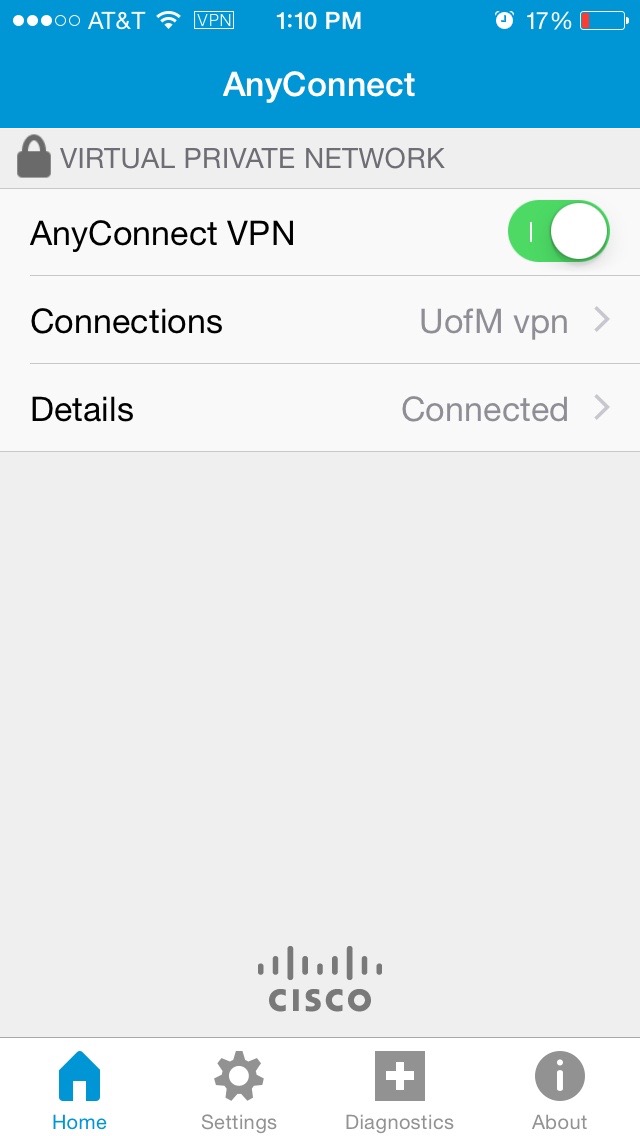 AT&T VPN 1:10 PM 17%
AnyConnect
VIRTUAL PRIVATE NETWORK
AnyConnect VPN
Connections UofM vpn
Details Connected
CISCO
Home Settings Diagnostics About